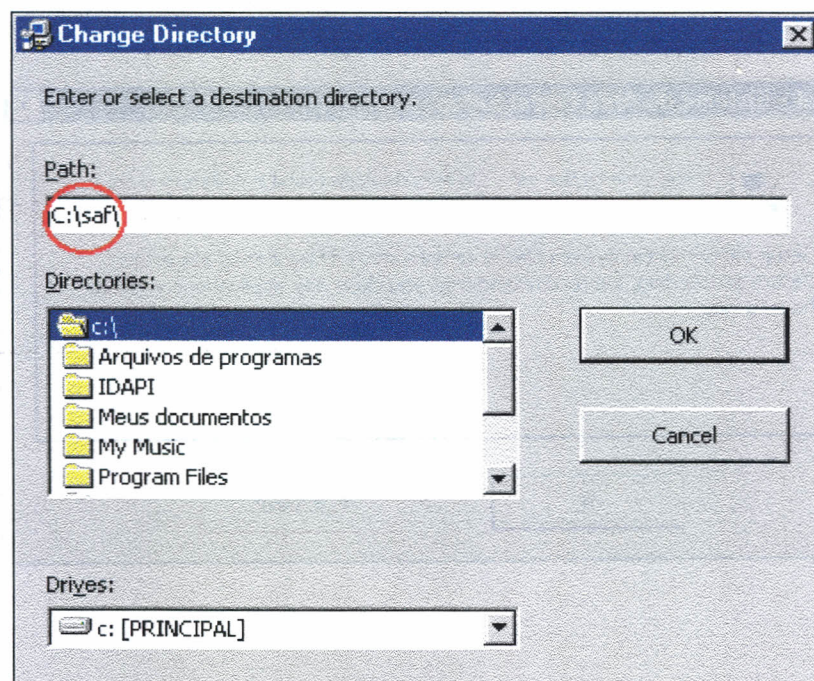 Change Directory
Enter or select a destination directory.
Path:
C:\saf\
Directories:
c:\
Arquivos de programas
IDAPI
Meus documentos
My Music
Program Files
OK
Cancel
Drives:
c: [PRINCIPAL]